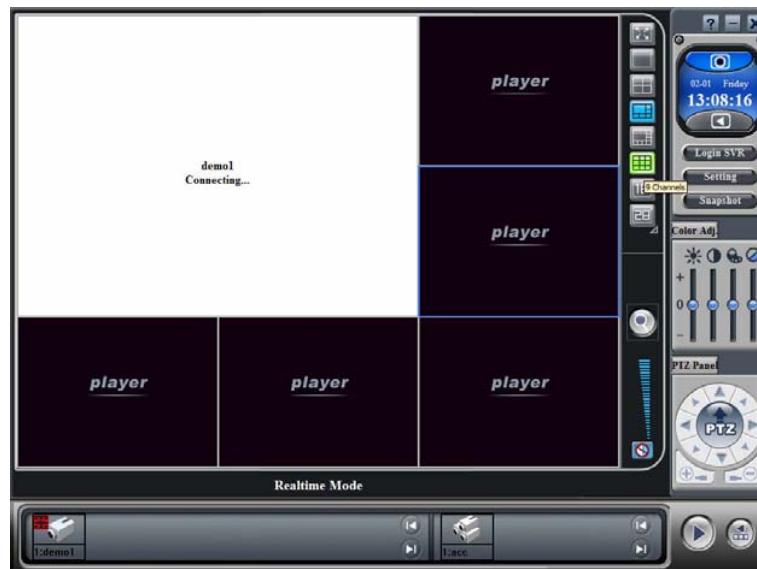 player
02-01 Friday
13:08:16
demo1
Connecting...
Login SVR
9 Channels
Setting
Snapshot
player
28
Color Adj.
+
0
−
player
player
player
PTZ Panel
PTZ
Realtime Mode
1:demo1
1:acc